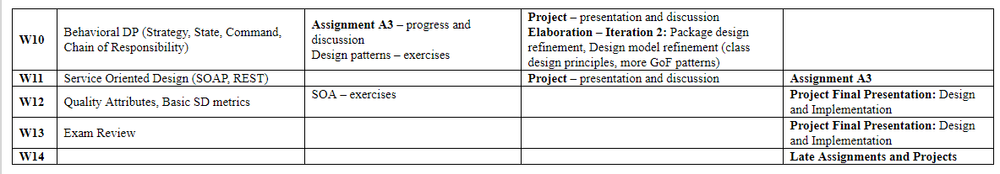 W10
Behavioral DP (Strategy, State, Command,
Chain of Responsibility)
Assignment A3 – progress and
discussion
Design patterns – exercises
Project – presentation and discussion
Elaboration – Iteration 2: Package design
refinement, Design model refinement (class
design principles, more GoF patterns)
W11
Service Oriented Design (SOAP, REST)
Project – presentation and discussion
Assignment A3
W12
Quality Attributes, Basic SD metrics
SOA – exercises
Project Final Presentation: Design
and Implementation
W13
Exam Review
Project Final Presentation: Design
and Implementation
W14
Late Assignments and Projects